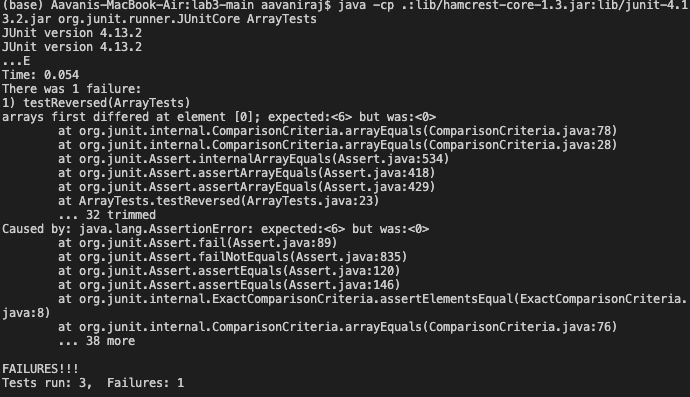 (base) Aavanis-MacBook-Air:lab3-main aavaniraj$ java -cp .:lib/hamcrest-core-1.3.jar:lib/junit-4.1
3.2.jar org.junit.runner.JUnitCore ArrayTests
JUnit version 4.13.2
JUnit version 4.13.2
...E
Time: 0.054
There was 1 failure:
1) testReversed(ArrayTests)
arrays first differed at element [0]; expected:<6> but was:<0>
        at org.junit.internal.ComparisonCriteria.arrayEquals(ComparisonCriteria.java:78)
        at org.junit.internal.ComparisonCriteria.arrayEquals(ComparisonCriteria.java:28)
        at org.junit.Assert.internalArrayEquals(Assert.java:534)
        at org.junit.Assert.assertArrayEquals(Assert.java:418)
        at org.junit.Assert.assertArrayEquals(Assert.java:429)
        at ArrayTests.testReversed(ArrayTests.java:23)
        ... 32 trimmed
Caused by: java.lang.AssertionError: expected:<6> but was:<0>
        at org.junit.Assert.fail(Assert.java:89)
        at org.junit.Assert.failNotEquals(Assert.java:835)
        at org.junit.Assert.assertEquals(Assert.java:120)
        at org.junit.Assert.assertEquals(Assert.java:146)
        at org.junit.internal.ExactComparisonCriteria.assertElementsEqual(ExactComparisonCriteria.
java:8)
        at org.junit.internal.ComparisonCriteria.arrayEquals(ComparisonCriteria.java:76)
        ... 38 more

FAILURES!!!
Tests run: 3,  Failures: 1